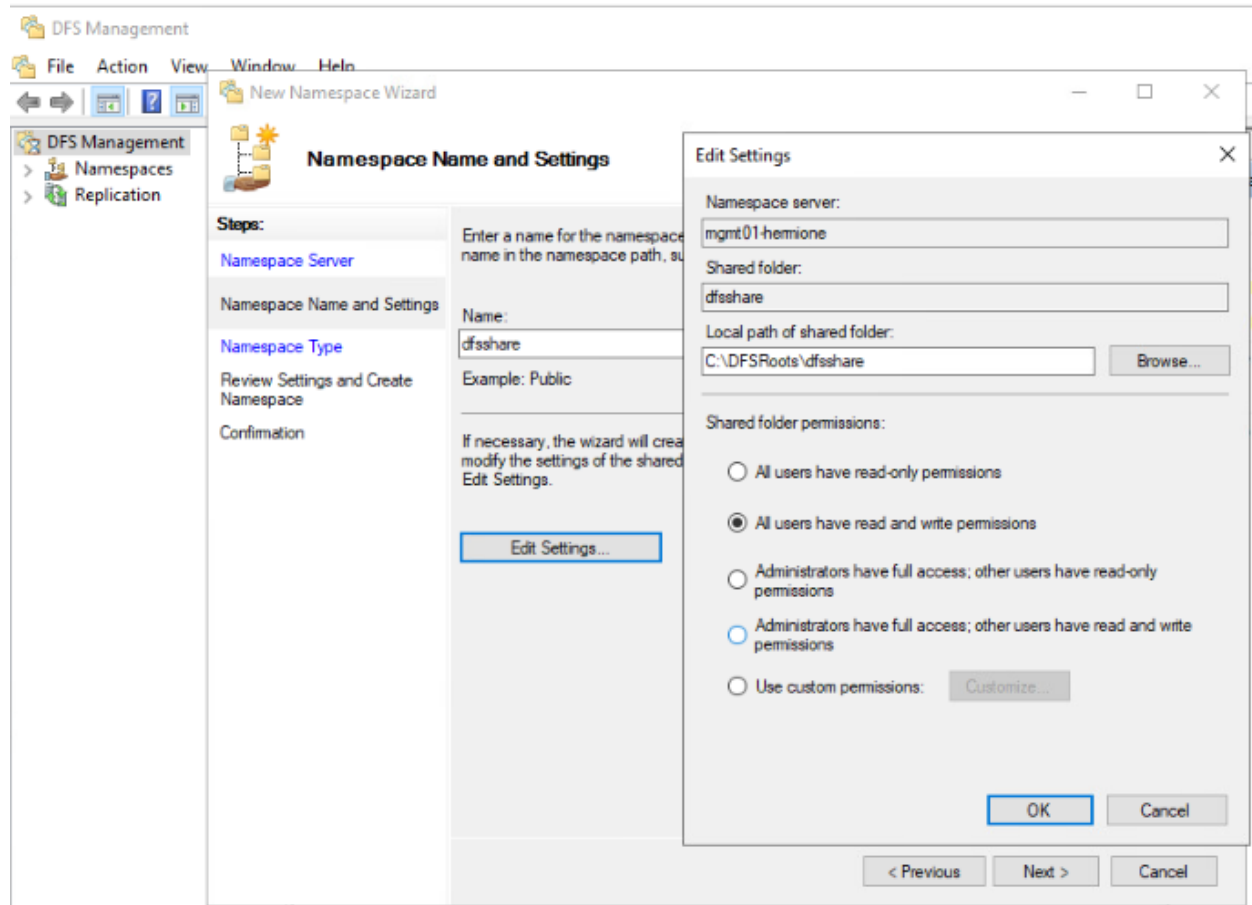 DFS Management
File Action View Window Help
DFS Management
Namespaces
Replication
New Namespace Wizard
Namespace Name and Settings
Steps:
Namespace Server
Namespace Name and Settings
Namespace Type
Review Settings and Create
Namespace
Confirmation
Enter a name for the namespace
name in the namespace path, su
Name:
dfsshare
Example: Public
If necessary, the wizard will crea
modify the settings of the shared
Edit Settings.
Edit Settings...
Edit Settings
Namespace server:
mgmt01-hermione
Shared folder:
dfsshare
Local path of shared folder:
C:\DFSRoots\dfsshare
Browse...
Shared folder permissions:
All users have read-only permissions
All users have read and write permissions
Administrators have full access; other users have read-only
permissions
Administrators have full access; other users have read and write
permissions
Use custom permissions:
Customize...
OK Cancel
< Previous Next > Cancel